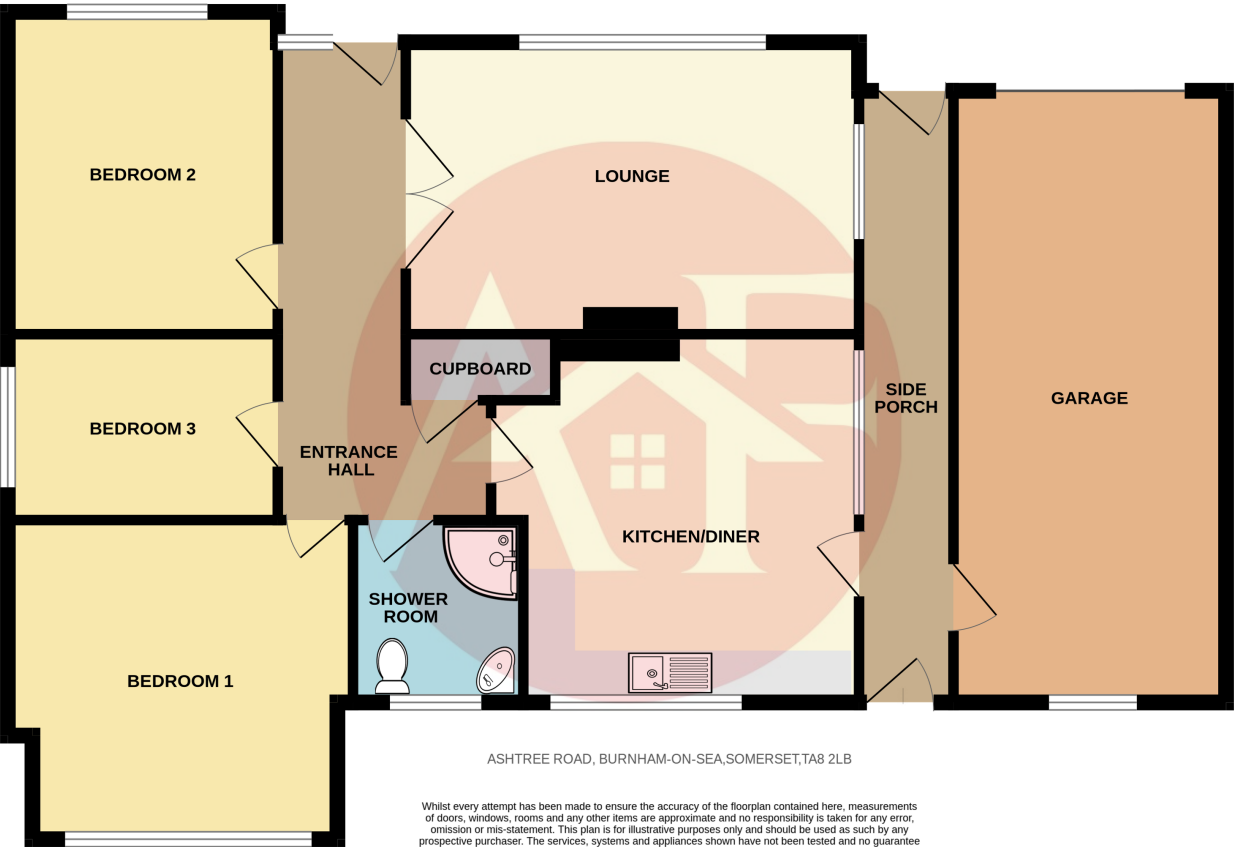 BEDROOM 2
LOUNGE
CUPBOARD
SIDE
PORCH
GARAGE
BEDROOM 3
ENTRANCE
HALL
KITCHEN/DINER
SHOWER
ROOM
BEDROOM 1
ASHTREE ROAD, BURNHAM-ON-SEA,SOMERSET,TA8 2LB
Whilst every attempt has been made to ensure the accuracy of the floorplan contained here, measurements
of doors, windows, rooms and any other items are approximate and no responsibility is taken for any error,
omission or mis-statement. This plan is for illustrative purposes only and should be used as such by any
prospective purchaser. The services, systems and appliances shown have not been tested and no guarantee